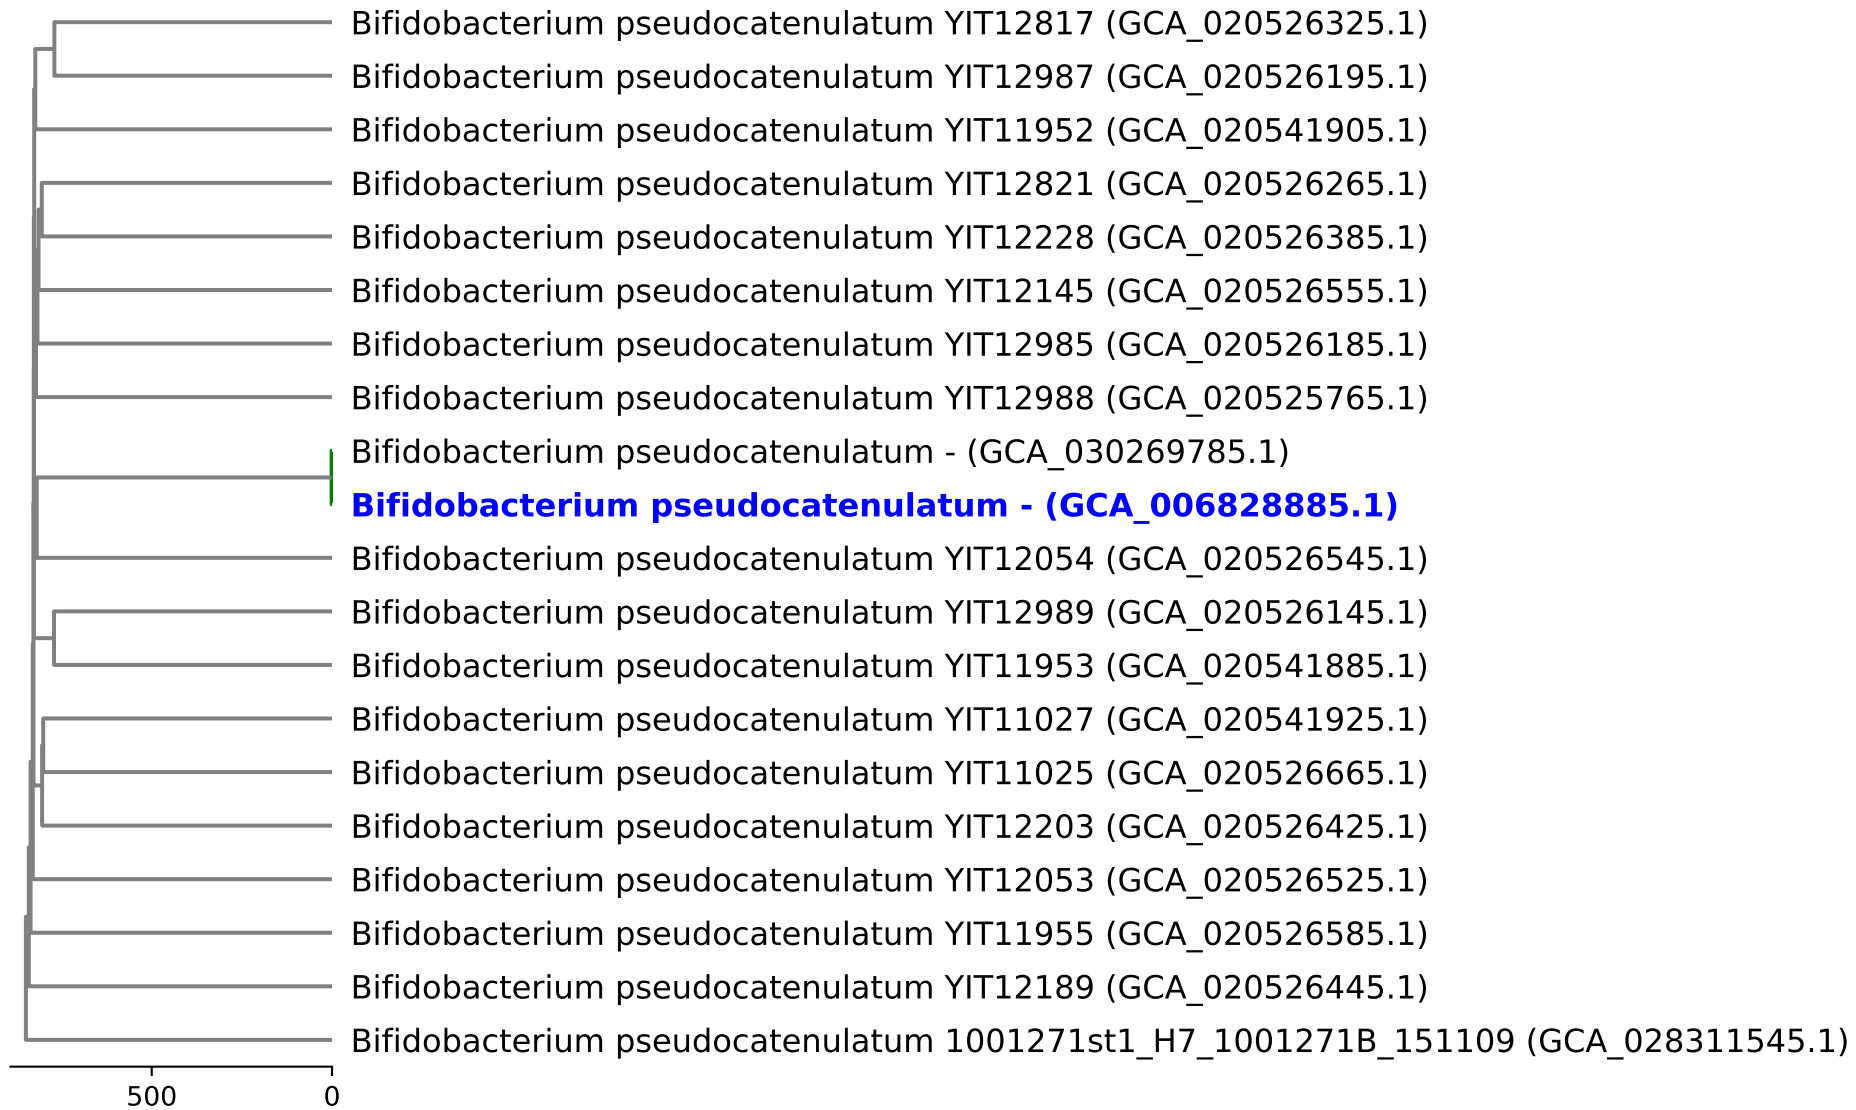 Bifidobacterium pseudocatenulatum YIT12817 (GCA_020526325.1)
Bifidobacterium pseudocatenulatum YIT12987 (GCA_020526195.1)
Bifidobacterium pseudocatenulatum YIT11952 (GCA_020541905.1)
Bifidobacterium pseudocatenulatum YIT12821 (GCA_020526265.1)
Bifidobacterium pseudocatenulatum YIT12228 (GCA_020526385.1)
Bifidobacterium pseudocatenulatum YIT12145 (GCA_020526555.1)
Bifidobacterium pseudocatenulatum YIT12985 (GCA_020526185.1)
Bifidobacterium pseudocatenulatum YIT12988 (GCA_020525765.1)
Bifidobacterium pseudocatenulatum - (GCA_030269785.1)
Bifidobacterium pseudocatenulatum - (GCA_006828885.1)
Bifidobacterium pseudocatenulatum YIT12054 (GCA_020526545.1)
Bifidobacterium pseudocatenulatum YIT12989 (GCA_020526145.1)
Bifidobacterium pseudocatenulatum YIT11953 (GCA_020541885.1)
Bifidobacterium pseudocatenulatum YIT11027 (GCA_020541925.1)
Bifidobacterium pseudocatenulatum YIT11025 (GCA_020526665.1)
Bifidobacterium pseudocatenulatum YIT12203 (GCA_020526425.1)
Bifidobacterium pseudocatenulatum YIT12053 (GCA_020526525.1)
Bifidobacterium pseudocatenulatum YIT11955 (GCA_020526585.1)
Bifidobacterium pseudocatenulatum YIT12189 (GCA_020526445.1)
Bifidobacterium pseudocatenulatum 1001271st1_H7_1001271B_151109 (GCA_028311545.1)
500 0